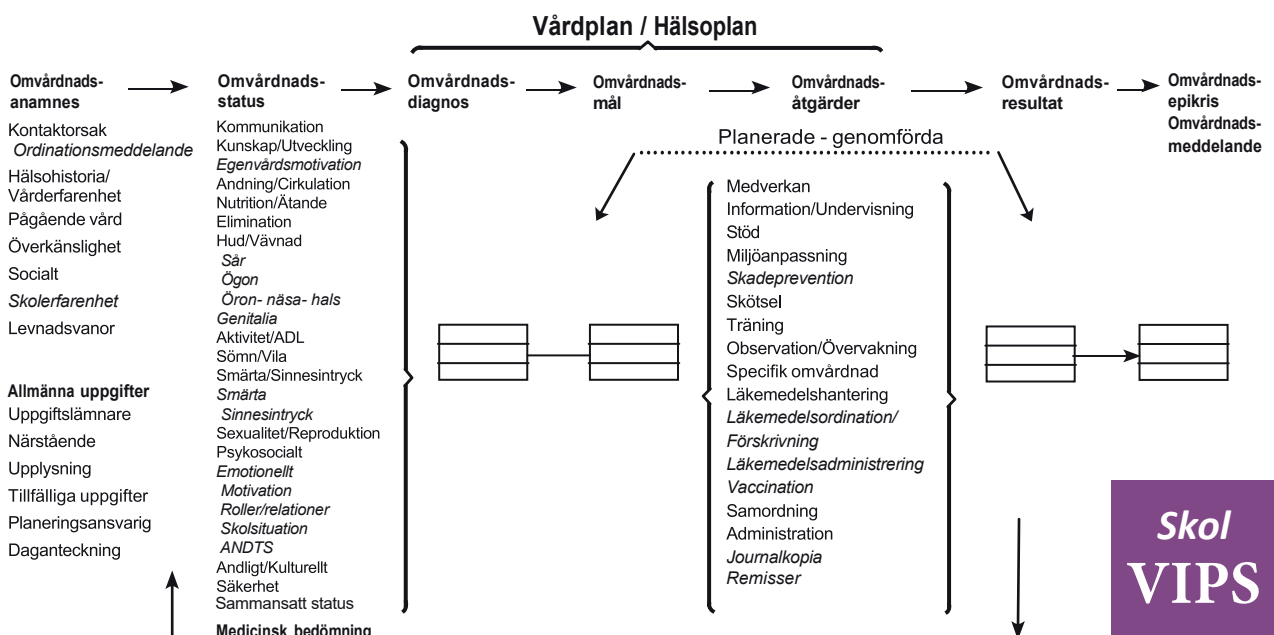 Vårdplan / Hälsoplan
Omvårdnads-
anamnes
Kontaktorsak
Ordinationsmeddelande
Hälsohistoria/
Vårderfarenhet
Pågående vård
Överkänslighet
Socialt
Skolerfarenhet
Levnadsvanor
Allmänna uppgifter
Uppgiftslämnare
Närstående
Upplysning
Tillfälliga uppgifter
Planeringsansvarig
Daganteckning
Omvårdnads-
status
Kommunikation
Kunskap/Utveckling
Egenvårdsmotivation
Andning/Cirkulation
Nutrition/Ätande
Elimination
Hud/Vävnad
Sår
Ögon
Öron- näsa- hals
Genitalia
Aktivitet/ADL
Sömn/Vila
Smärta/Sinnesintryck
Smärta
Sinnesintryck
Sexualitet/Reproduktion
Psykosocialt
Emotionellt
Motivation
Roller/relationer
Skolsituation
ANDTS
Andligt/Kulturellt
Säkerhet
Sammansatt status
Medicinsk bedömning
Omvårdnads-
diagnos
Omvårdnads-
mål
Omvårdnads-
åtgärder
Planerade - genomförda
Medverkan
Information/Undervisning
Stöd
Miljöanpassning
Skadeprevention
Skötsel
Träning
Observation/Övervakning
Specifik omvårdnad
Läkemedelshantering
Läkemedelsordination/
Förskrivning
Läkemedelsadministrering
Vaccination
Samordning
Administration
Journalkopia
Remisser
Omvårdnads-
resultat
Omvårdnads-
epikris
Omvårdnads-
meddelande
Skol
VIPS